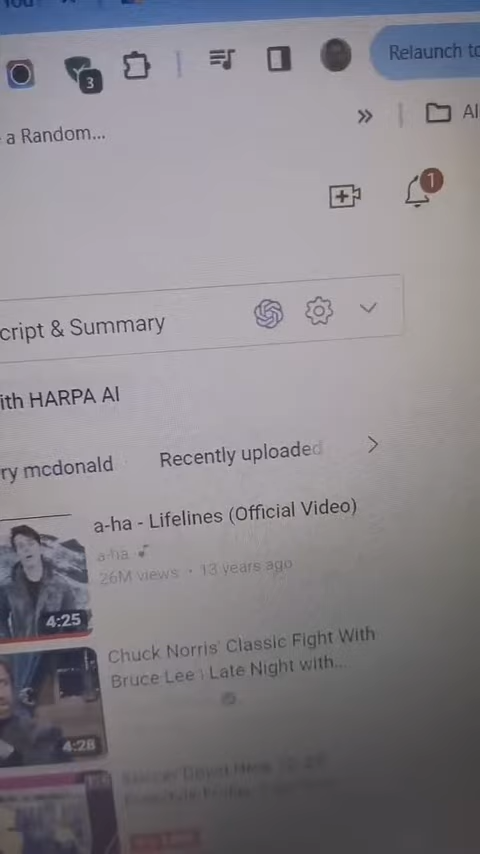 3
Relaunch to
a Random...
»
Al
1
cript & Summary
ith HARPA AI
ry mcdonald
Recently uploaded
a-ha - Lifelines (Official Video)
a-ha
26M views • 13 years ago
4:25
Chuck Norris' Classic Fight With
Bruce Lee | Late Night with...
4:28